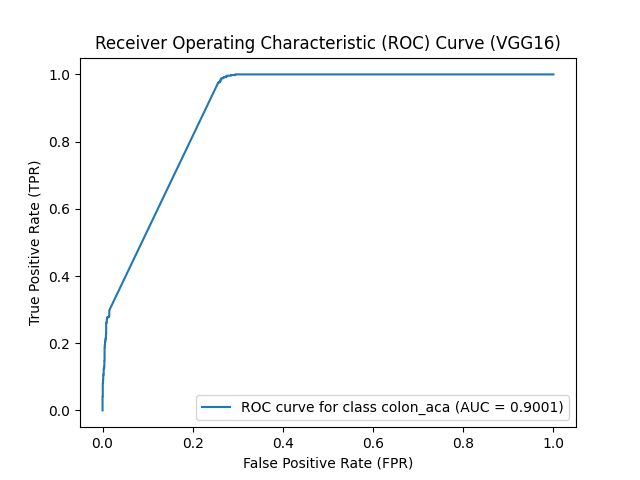 Receiver Operating Characteristic (ROC) Curve (VGG16)
1.0
0.8
0.6
0.4
0.2
0.0
True Positive Rate (TPR)
ROC curve for class colon_aca (AUC = 0.9001)
0.0 0.2 0.4 0.6 0.8 1.0
False Positive Rate (FPR)